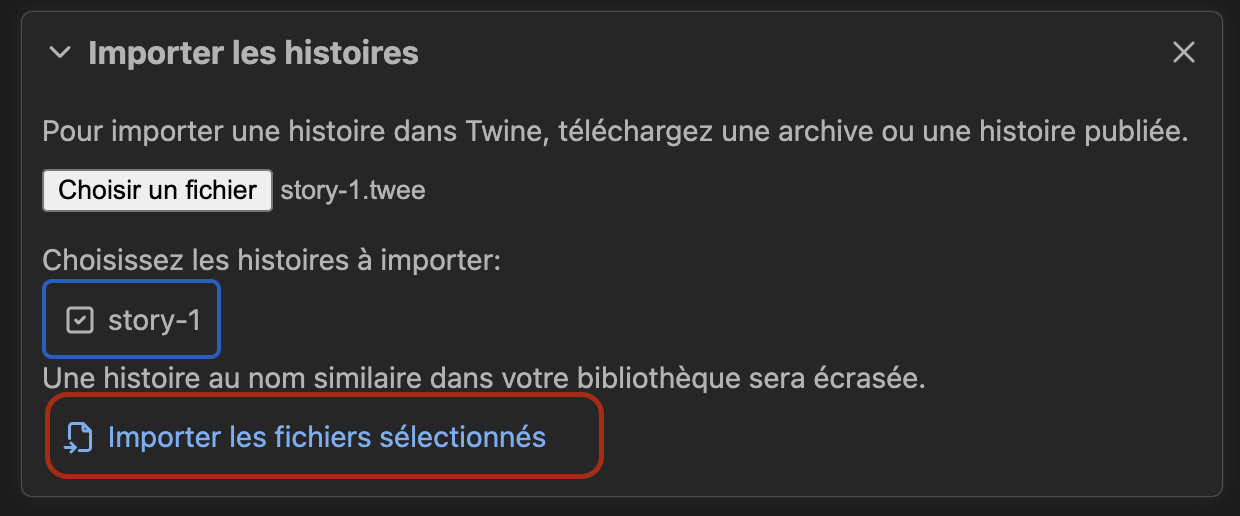 Importer les histoires
Pour importer une histoire dans Twine, téléchargez une archive ou une histoire publiée.
Choisir un fichier story-1.twee
Choisissez les histoires à importer:
story-1
Une histoire au nom similaire dans votre bibliothèque sera écrasée.
Importer les fichiers sélectionnés